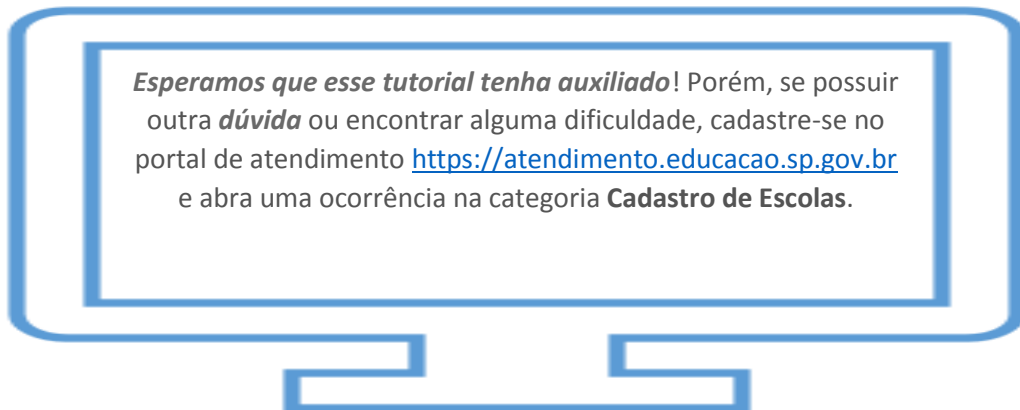 Esperamos que esse tutorial tenha auxiliado! Porém, se possuir
outra dúvida ou encontrar alguma dificuldade, cadastre-se no
portal de atendimento https://atendimento.educacao.sp.gov.br
e abra uma ocorrência na categoria Cadastro de Escolas.